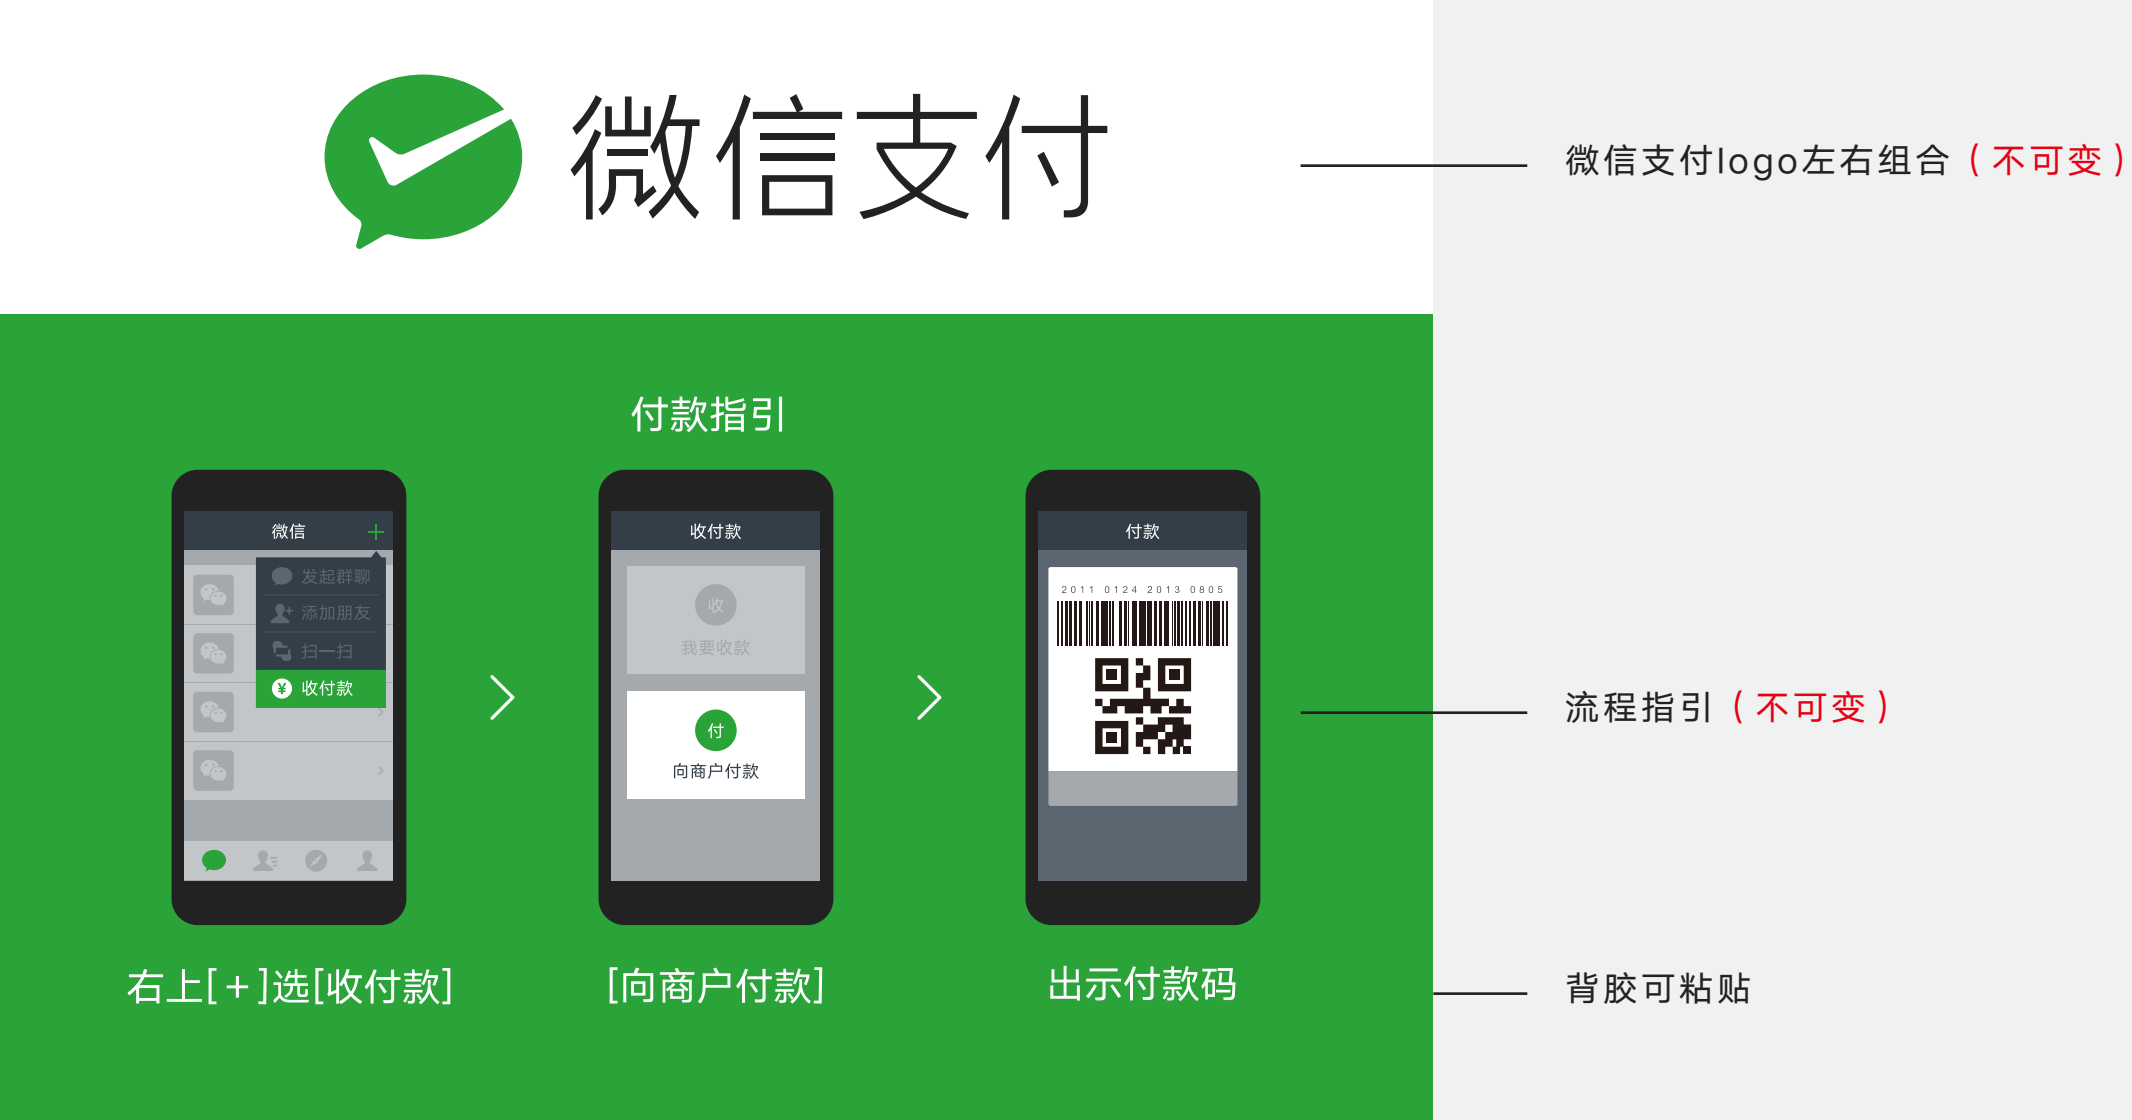 微信支付
微信支付logo左右组合（不可变）
付款指引
微信
发起群聊
添加朋友
扫一扫
¥ 收付款
收付款
收
我要收款
付
向商户付款
付款
2011 0124 2013 0805
流程指引（不可变）
右上[+]选[收付款]
[向商户付款]
出示付款码
背胶可粘贴